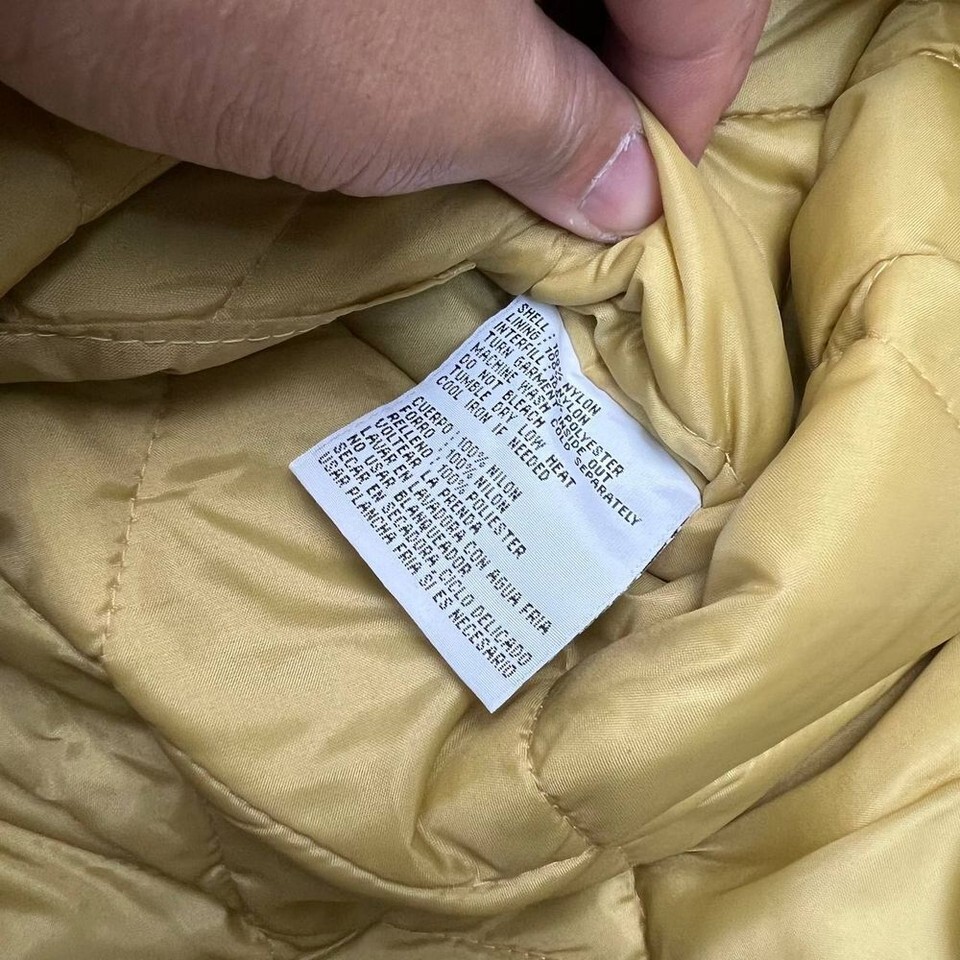 SHELL : NYLON
LINING : NYLON
INTERFILL : POLYESTER
TURN GARMENT INSIDE OUT
MACHINE WASH COLD SEPARATELY
DO NOT BLEACH
TUMBLE DRY LOW HEAT
COOL IRON IF NEEDED
CUERPO : 100% NILON
FORRO : 100% NILON
RELLENO : 100% POLIESTER
VOLTEAR LA PRENDA
LAVAR EN LAVADORA CON AGUA FRIA
NO USAR BLANQUEADOR
SECAR EN SECADORA CICLO DELICADO
USAR PLANCHA FRIA SI ES NECESARIO